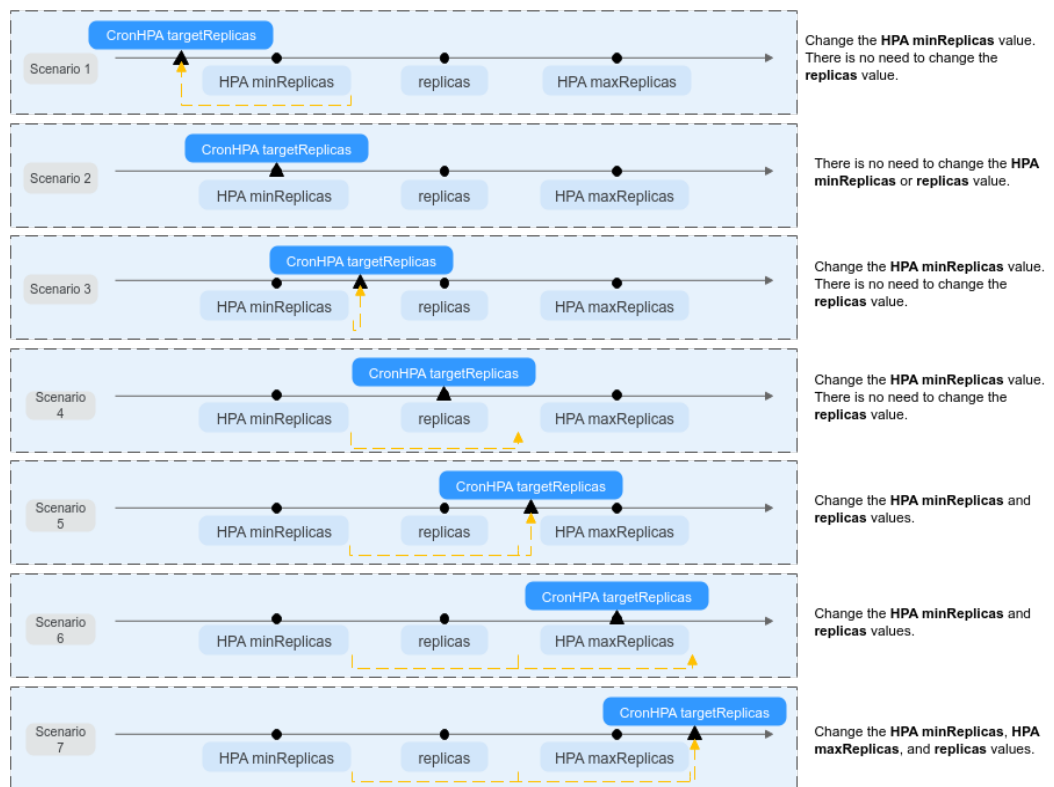 CronHPA targetReplicas
Scenario 1
HPA minReplicas
replicas
HPA maxReplicas
Change the HPA minReplicas value.
There is no need to change the
replicas value.
CronHPA targetReplicas
Scenario 2
HPA minReplicas
replicas
HPA maxReplicas
There is no need to change the HPA
minReplicas or replicas value.
CronHPA targetReplicas
Scenario 3
HPA minReplicas
replicas
HPA maxReplicas
Change the HPA minReplicas value.
There is no need to change the
replicas value.
CronHPA targetReplicas
Scenario
4
HPA minReplicas
replicas
HPA maxReplicas
Change the HPA minReplicas value.
There is no need to change the
replicas value.
CronHPA targetReplicas
Scenario
5
HPA minReplicas
replicas
HPA maxReplicas
Change the HPA minReplicas and
replicas values.
CronHPA targetReplicas
Scenario
6
HPA minReplicas
replicas
HPA maxReplicas
Change the HPA minReplicas and
replicas values.
CronHPA targetReplicas
Scenario
7
HPA minReplicas
replicas
HPA maxReplicas
Change the HPA minReplicas, HPA
maxReplicas, and replicas values.